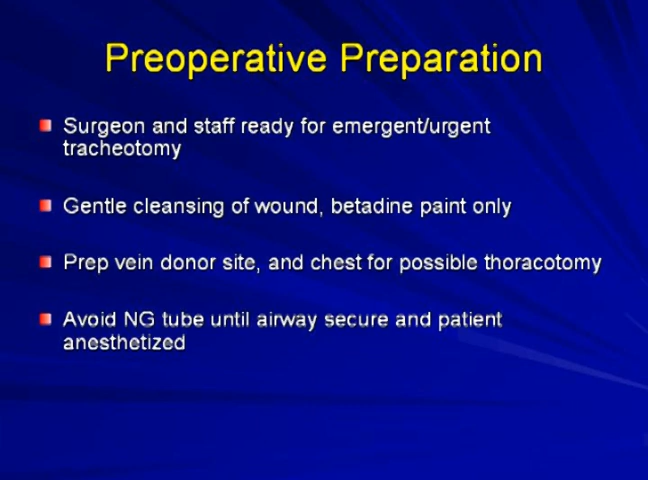 Preoperative Preparation
Surgeon and staff ready for emergent/urgent
tracheotomy
Gentle cleansing of wound, betadine paint only
Prep vein donor site, and chest for possible thoracotomy
Avoid NG tube until airway secure and patient
anesthetized